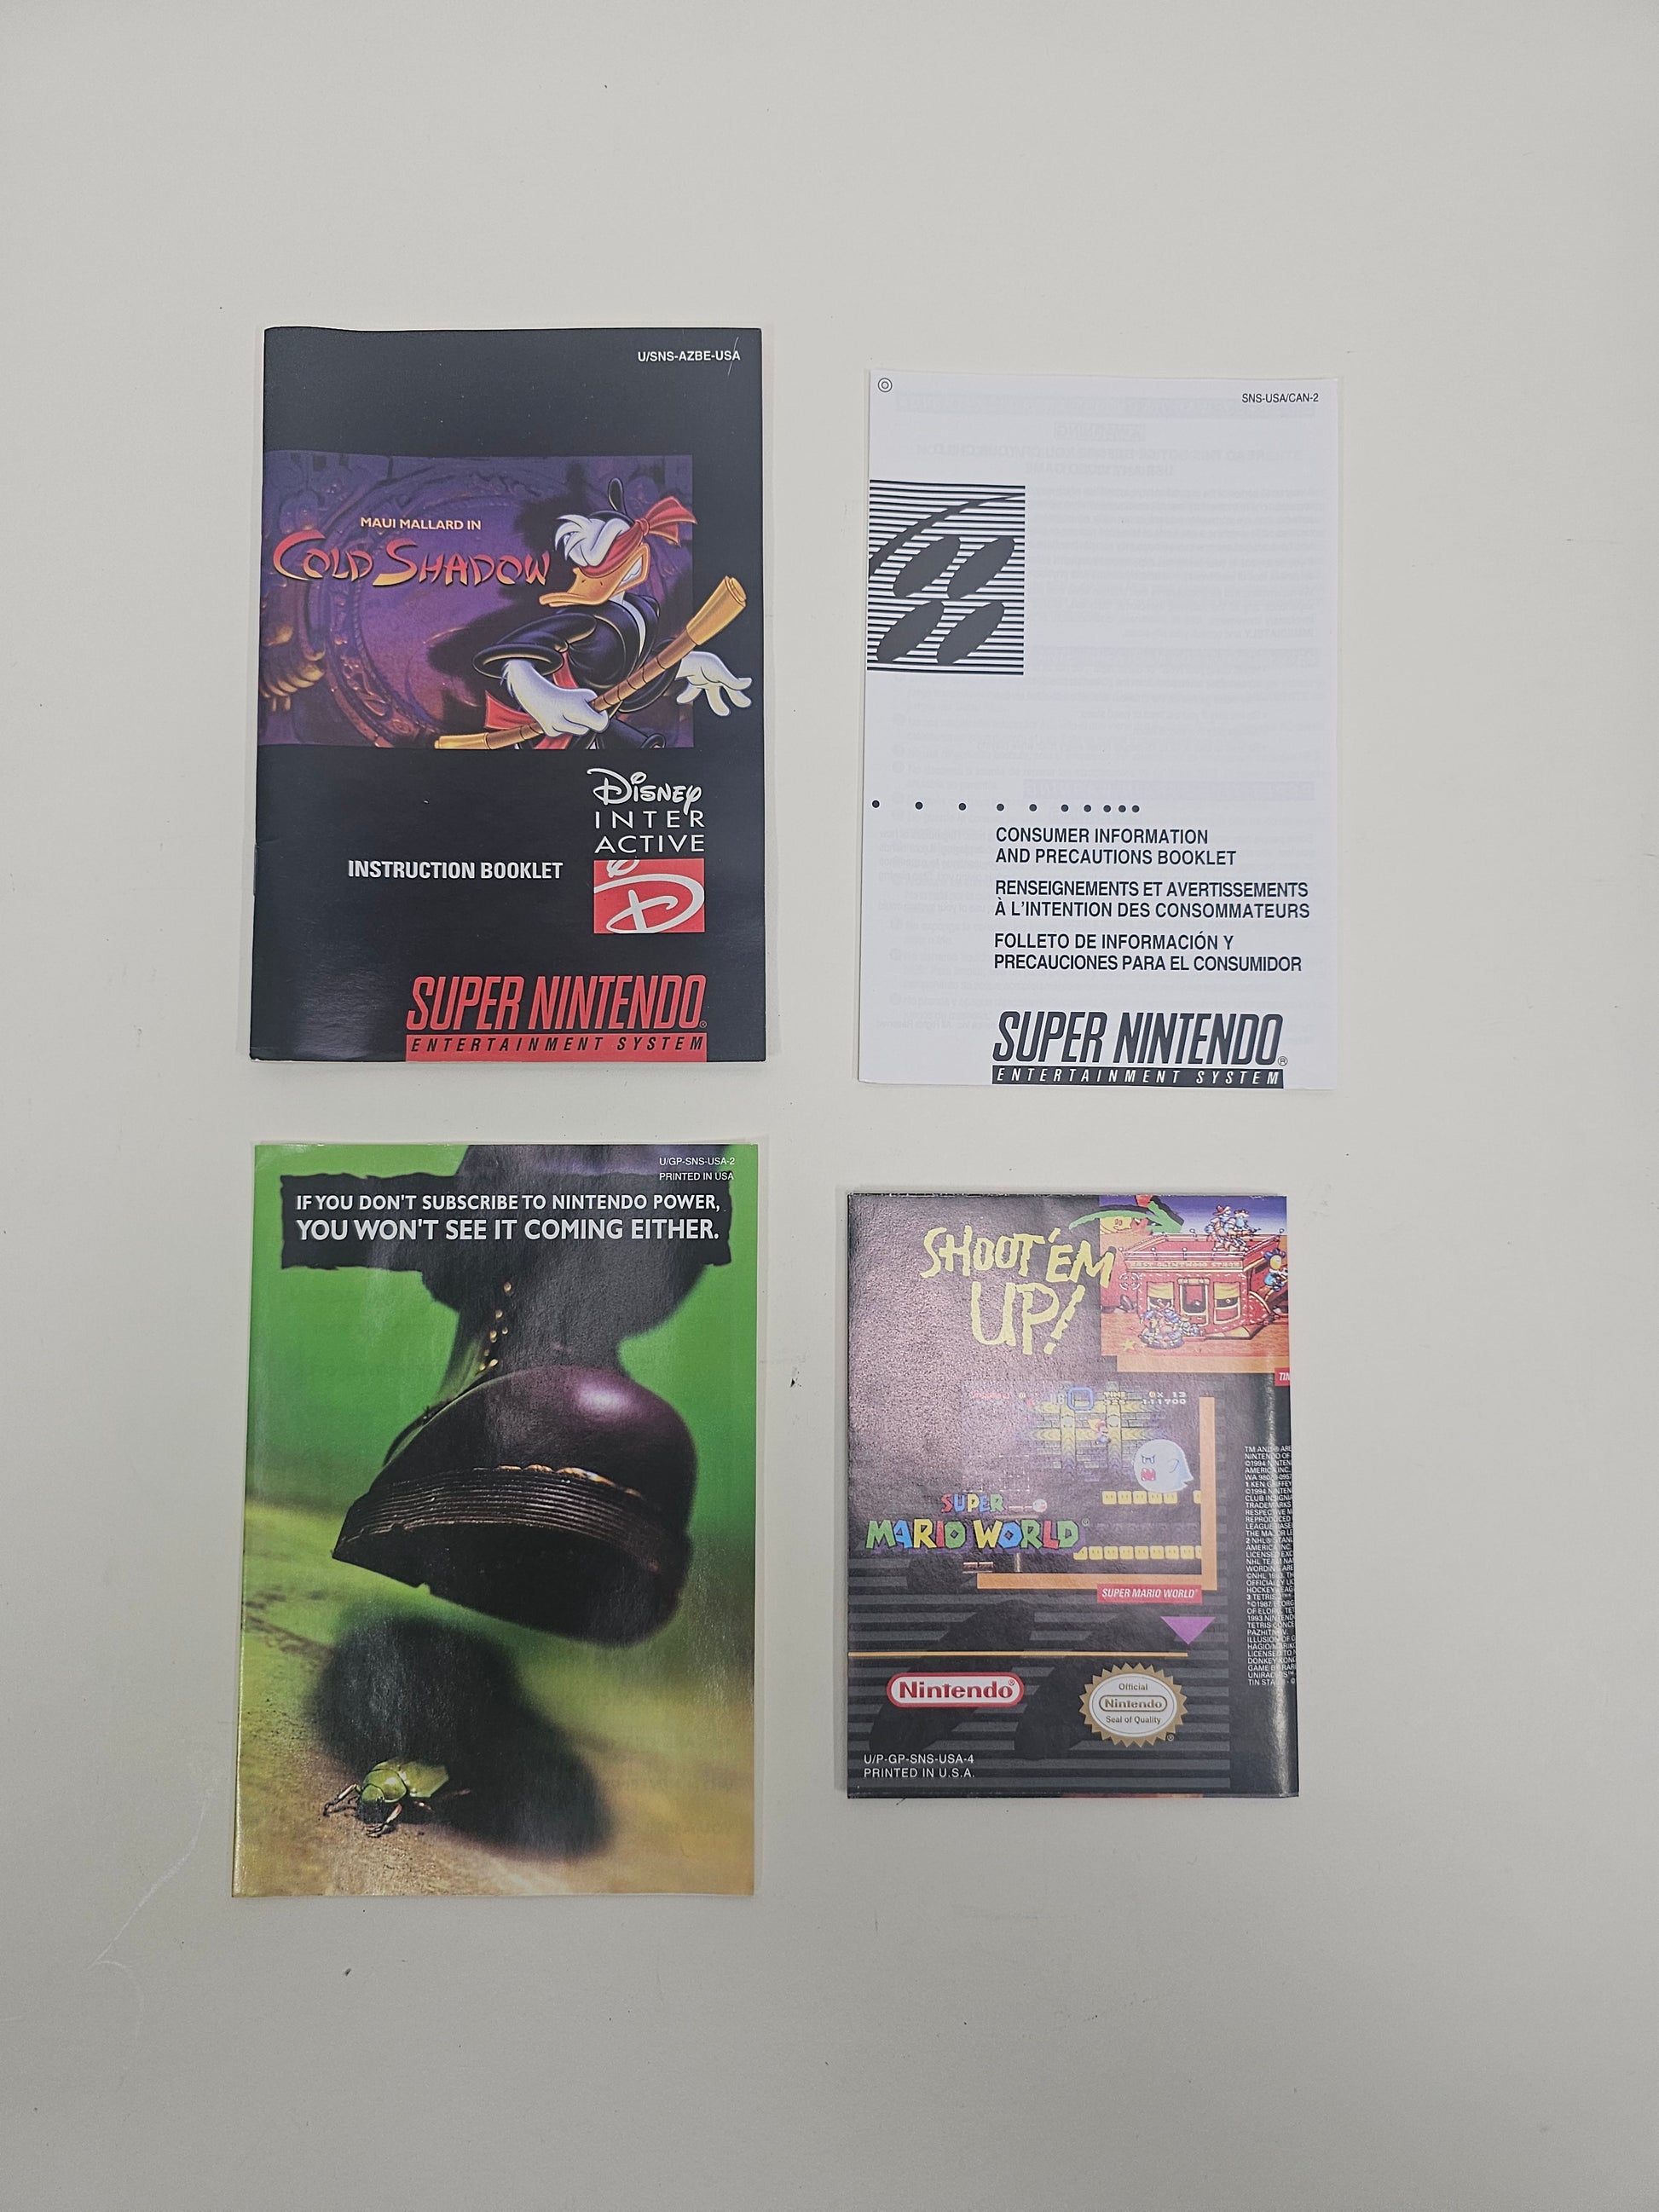 U/SNS-AZBE-USA
MAUI MALLARD IN
COLD SHADOW
DISNEY
INTER
ACTIVE
INSTRUCTION BOOKLET
D
SUPER NINTENDO®
ENTERTAINMENT SYSTEM
SNS-USA/CAN-2
CONSUMER INFORMATION
AND PRECAUTIONS BOOKLET
RENSEIGNEMENTS ET AVERTISSEMENTS
À L'INTENTION DES CONSOMMATEURS
FOLLETO DE INFORMACIÓN Y
PRECAUCIONES PARA EL CONSUMIDOR
SUPER NINTENDO®
ENTERTAINMENT SYSTEM
U/GP-SNS-USA-2
PRINTED IN USA
IF YOU DON'T SUBSCRIBE TO NINTENDO POWER,
YOU WON'T SEE IT COMING EITHER.
SHOOT 'EM
UP!
TIME
111700
SUPER
MARIO WORLD®
SUPER MARIO WORLD®
Nintendo®
Official
Nintendo
Seal of Quality
®
U/P-GP-SNS-USA-4
PRINTED IN U.S.A.